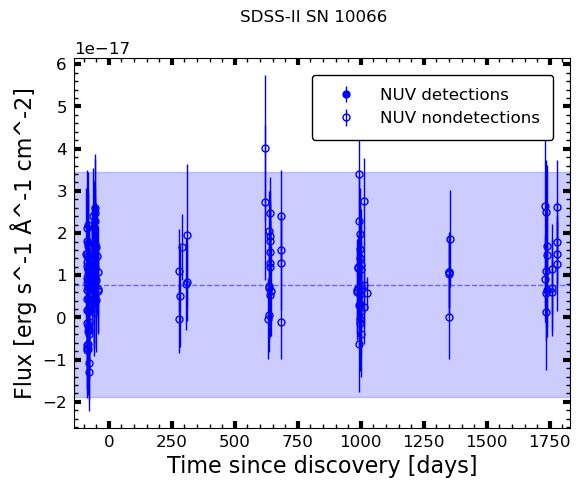 SDSS-II SN 10066
1e−17
6
5
4
3
2
1
0
−1
−2
Flux [erg s^-1 Å^-1 cm^-2]
NUV detections
NUV nondetections
0 250 500 750 1000 1250 1500 1750
Time since discovery [days]